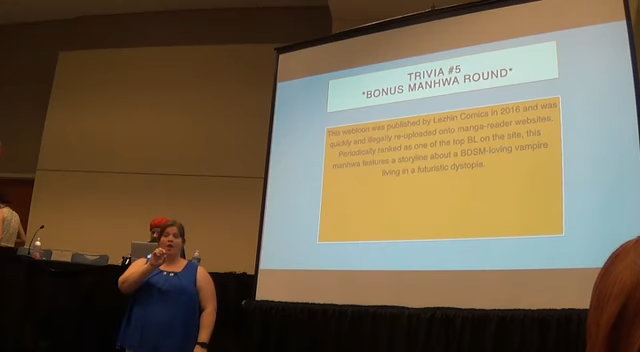 TRIVIA #5
*BONUS MANHWA ROUND*
This webtoon was published by Lezhin Comics in 2016 and was
quickly and illegally re-uploaded onto manga-reader websites.
Periodically ranked as one of the top BL on the site, this
manhwa features a storyline about a BDSM-loving vampire
living in a futuristic dystopia.